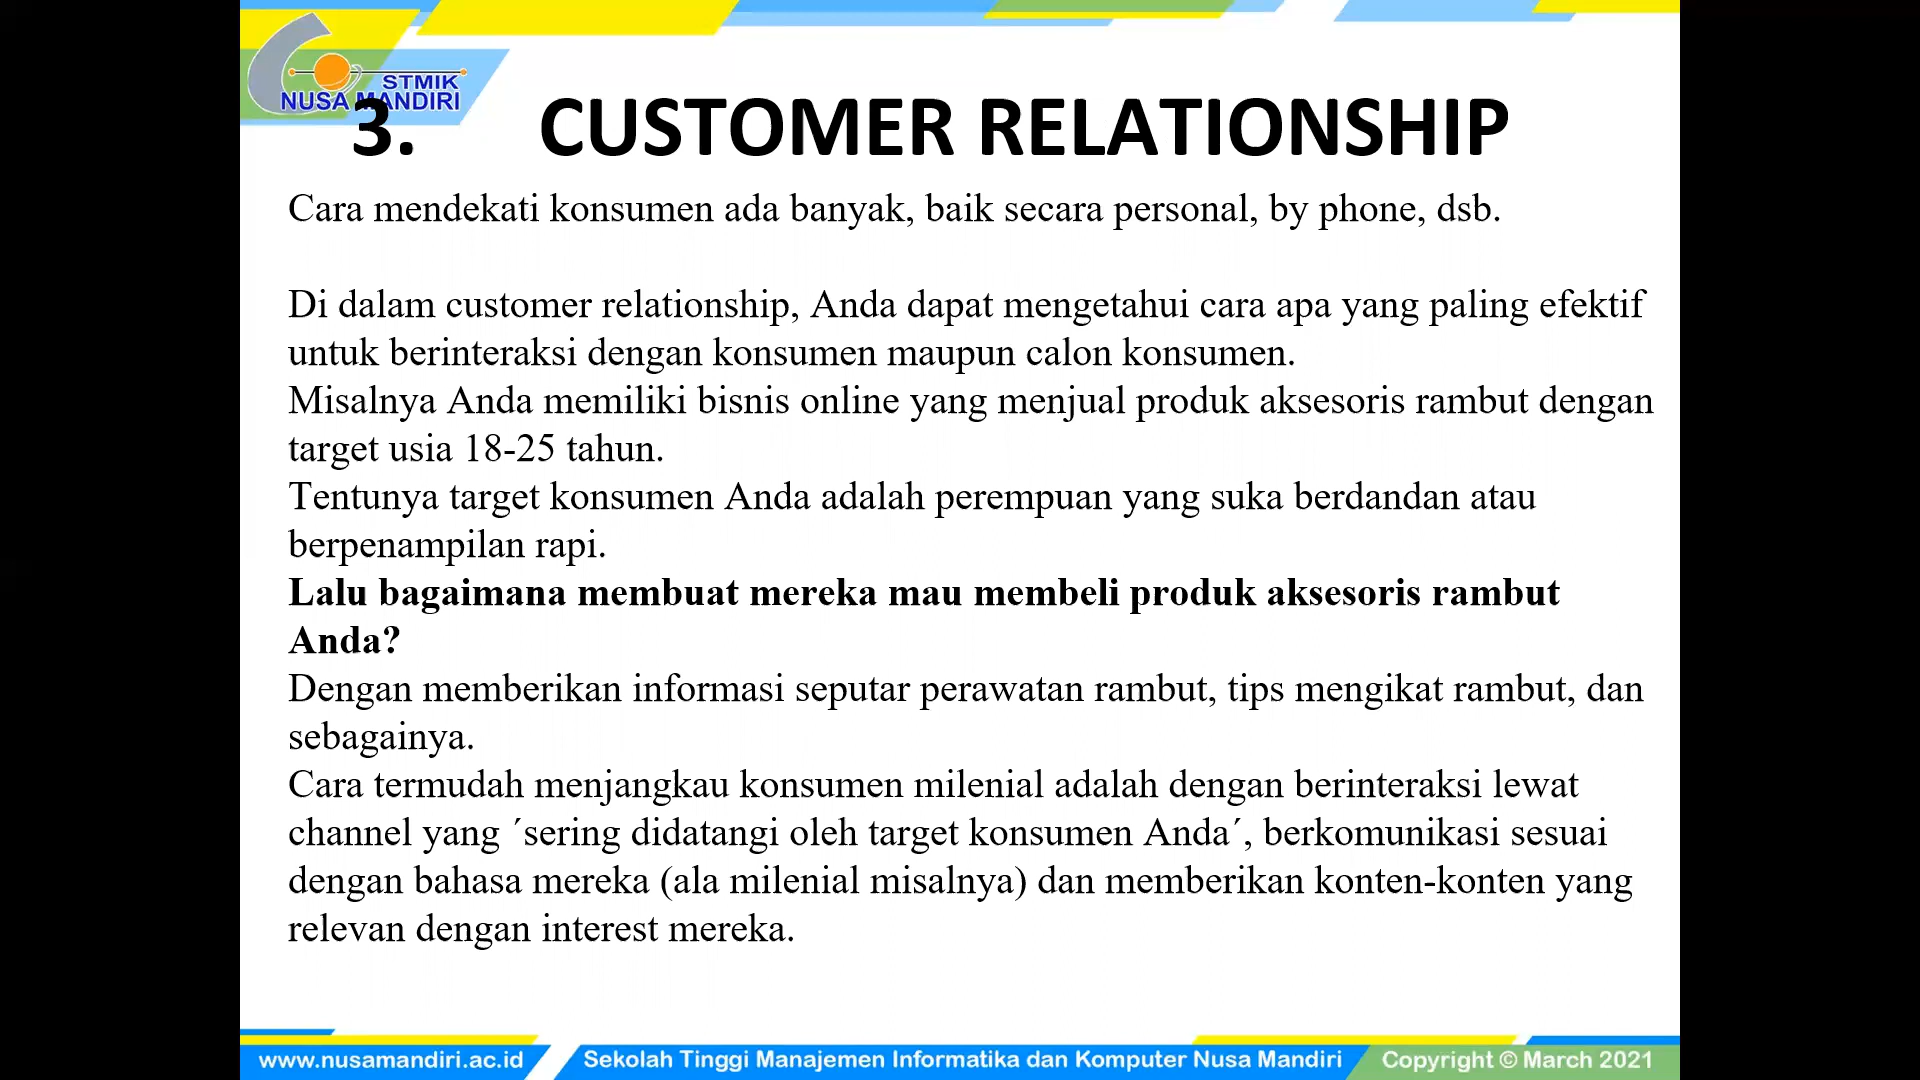 STMIK
NUSA MANDIRI
3. CUSTOMER RELATIONSHIP
Cara mendekati konsumen ada banyak, baik secara personal, by phone, dsb.
Di dalam customer relationship, Anda dapat mengetahui cara apa yang paling efektif
untuk berinteraksi dengan konsumen maupun calon konsumen.
Misalnya Anda memiliki bisnis online yang menjual produk aksesoris rambut dengan
target usia 18-25 tahun.
Tentunya target konsumen Anda adalah perempuan yang suka berdandan atau
berpenampilan rapi.
Lalu bagaimana membuat mereka mau membeli produk aksesoris rambut
Anda?
Dengan memberikan informasi seputar perawatan rambut, tips mengikat rambut, dan
sebagainya.
Cara termudah menjangkau konsumen milenial adalah dengan berinteraksi lewat
channel yang ´sering didatangi oleh target konsumen Anda´, berkomunikasi sesuai
dengan bahasa mereka (ala milenial misalnya) dan memberikan konten-konten yang
relevan dengan interest mereka.
www.nusamandiri.ac.id Sekolah Tinggi Manajemen Informatika dan Komputer Nusa Mandiri Copyright © March 2021